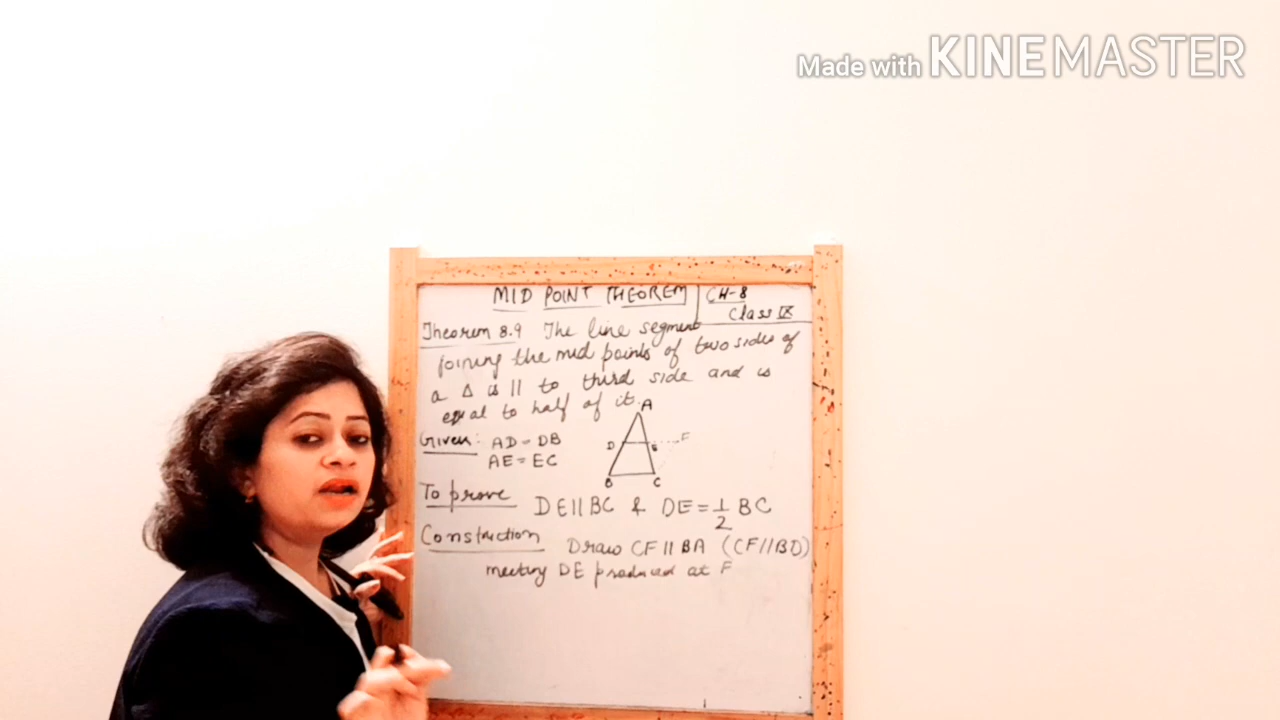 Made with KINEMASTER
MID POINT THEOREM
CH-8
Class IX
Theorem 8.9 The line segment
joining the mid points of two sides of
a Δ is || to third side and is
equal to half of it.
A
Given: AD = DB
D E F
AE = EC
B C
To prove DE || BC & DE = 1/2 BC
Construction Draw CF || BA (CF//BD)
meeting DE produced at F